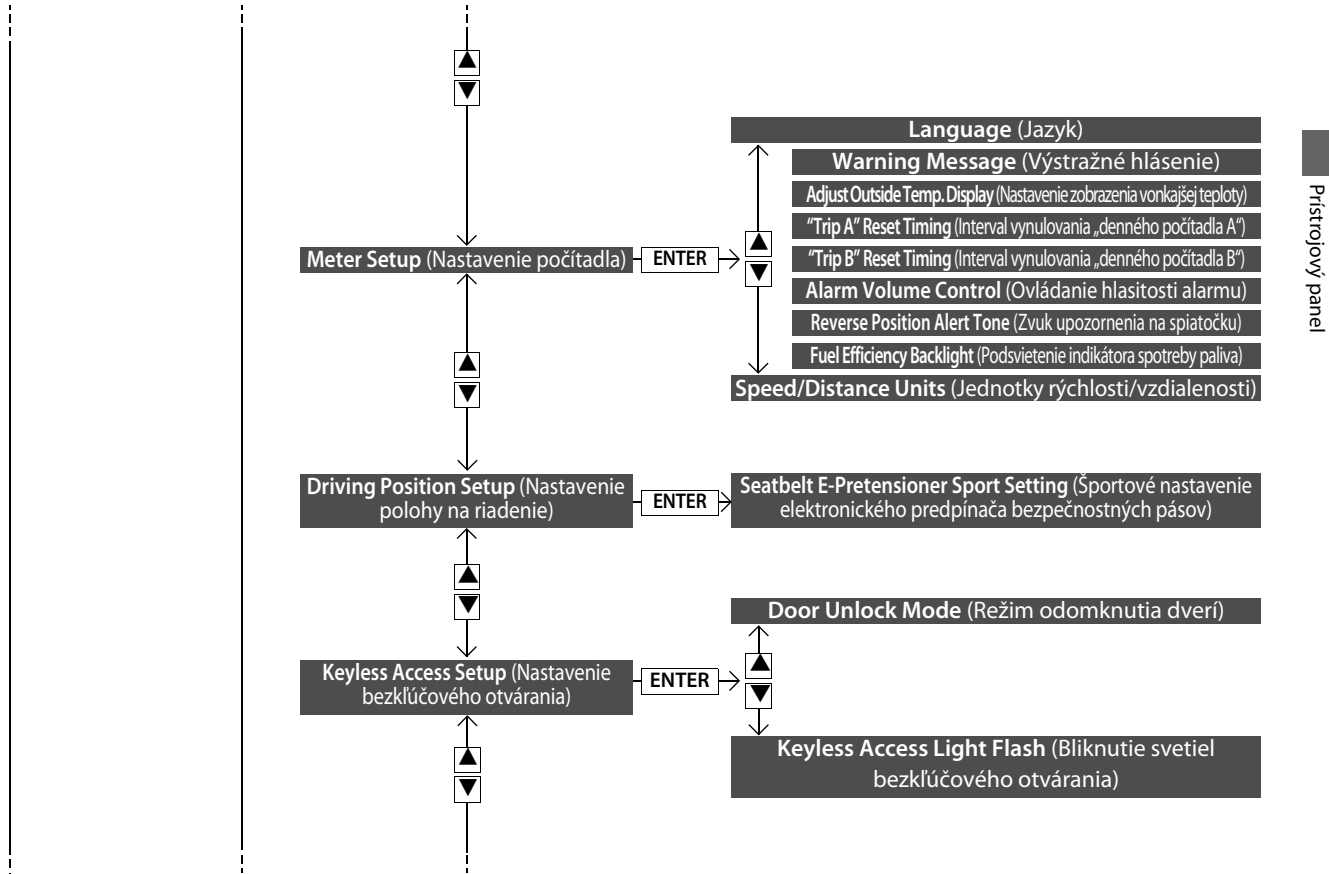 Language (Jazyk)
Warning Message (Výstražné hlásenie)
Adjust Outside Temp. Display (Nastavenie zobrazenia vonkajšej teploty)
“Trip A” Reset Timing (Interval vynulovania „denného počítadla A“)
Meter Setup (Nastavenie počítadla)
ENTER
“Trip B” Reset Timing (Interval vynulovania „denného počítadla B“)
Alarm Volume Control (Ovládanie hlasitosti alarmu)
Reverse Position Alert Tone (Zvuk upozornenia na spiatočku)
Fuel Efficiency Backlight (Podsvietenie indikátora spotreby paliva)
Speed/Distance Units (Jednotky rýchlosti/vzdialenosti)
Driving Position Setup (Nastavenie
polohy na riadenie)
ENTER
Seatbelt E-Pretensioner Sport Setting (Športové nastavenie
elektronického predpínača bezpečnostných pásov)
Door Unlock Mode (Režim odomknutia dverí)
Keyless Access Setup (Nastavenie
bezkľúčového otvárania)
ENTER
Keyless Access Light Flash (Bliknutie svetiel
bezkľúčového otvárania)
Prístrojový panel